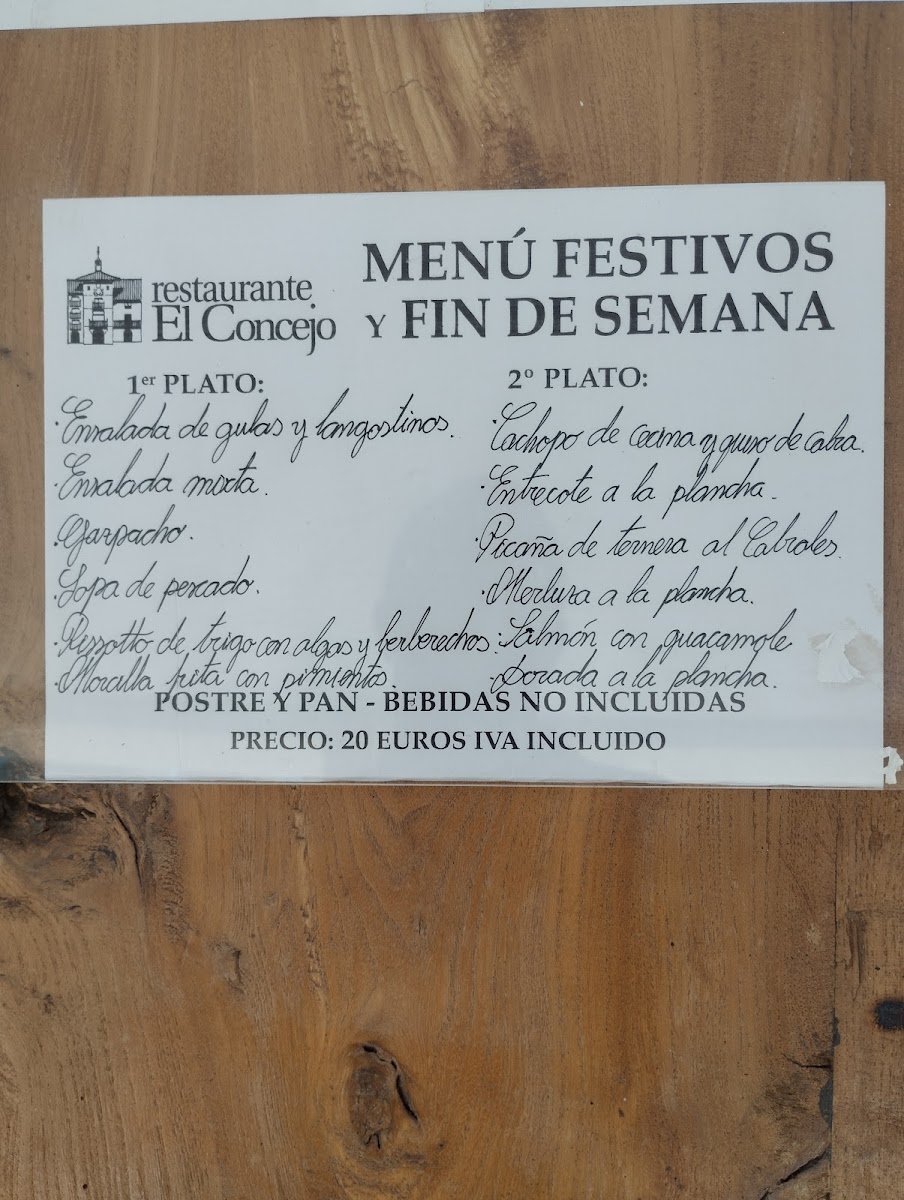 restaurante
El Concejo
MENÚ FESTIVOS
Y FIN DE SEMANA
1er PLATO:
· Ensalada de gulas y langostinos.
· Ensalada mixta.
· Gazpacho.
· Sopa de pescado.
· Rissotto de trigo con algas y berberechos.
· Morcilla frita con pimientos.
2º PLATO:
· Cachopo de cecina y queso de cabra.
· Entrecote a la plancha.
· Picaña de ternera al Cabrales.
· Merluza a la plancha.
· Salmón con guacamole
· Dorada a la plancha.
POSTRE Y PAN - BEBIDAS NO INCLUIDAS
PRECIO: 20 EUROS IVA INCLUIDO